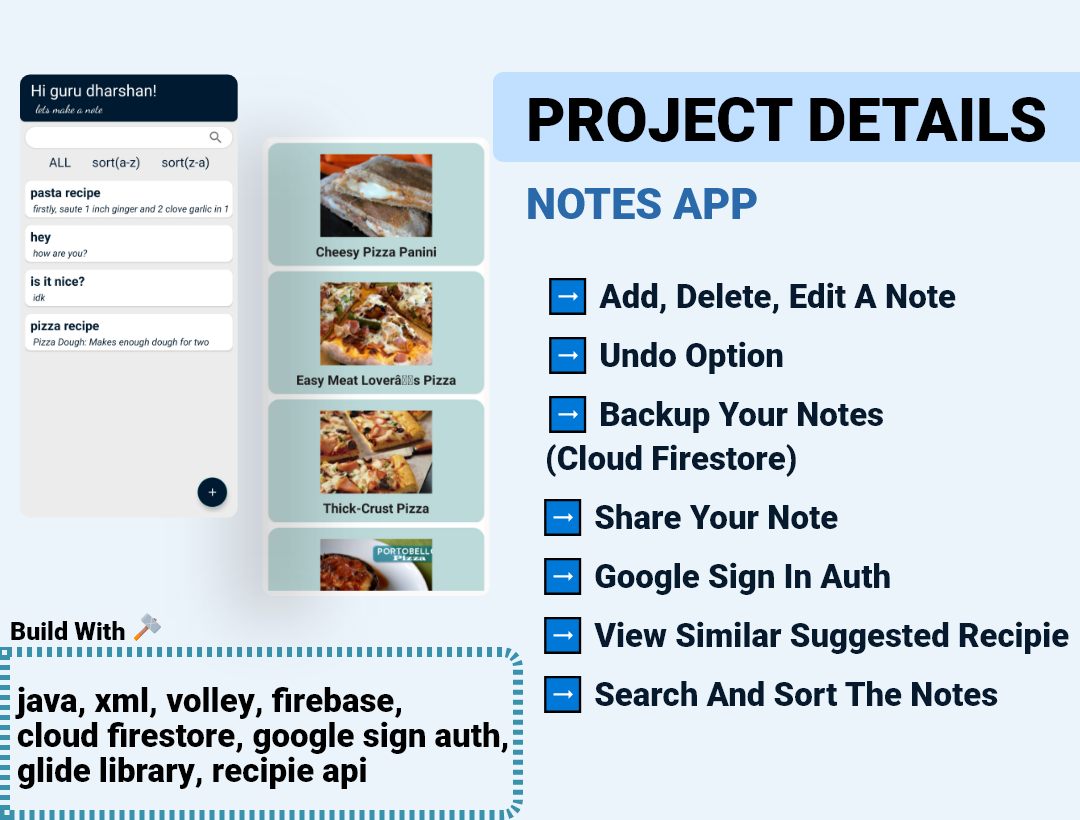 Hi guru dharshan!
lets make a note
ALL sort(a-z) sort(z-a)
pasta recipe
firstly, saute 1 inch ginger and 2 clove garlic in 1
hey
how are you?
is it nice?
idk
pizza recipe
Pizza Dough: Makes enough dough for two
+
Cheesy Pizza Panini
Easy Meat Loverâs Pizza
Thick-Crust Pizza
PORTOBELLO
Pizza
PROJECT DETAILS
NOTES APP
Add, Delete, Edit A Note
Undo Option
Backup Your Notes
(Cloud Firestore)
Share Your Note
Google Sign In Auth
View Similar Suggested Recipie
Search And Sort The Notes
Build With
java, xml, volley, firebase,
cloud firestore, google sign auth,
glide library, recipie api